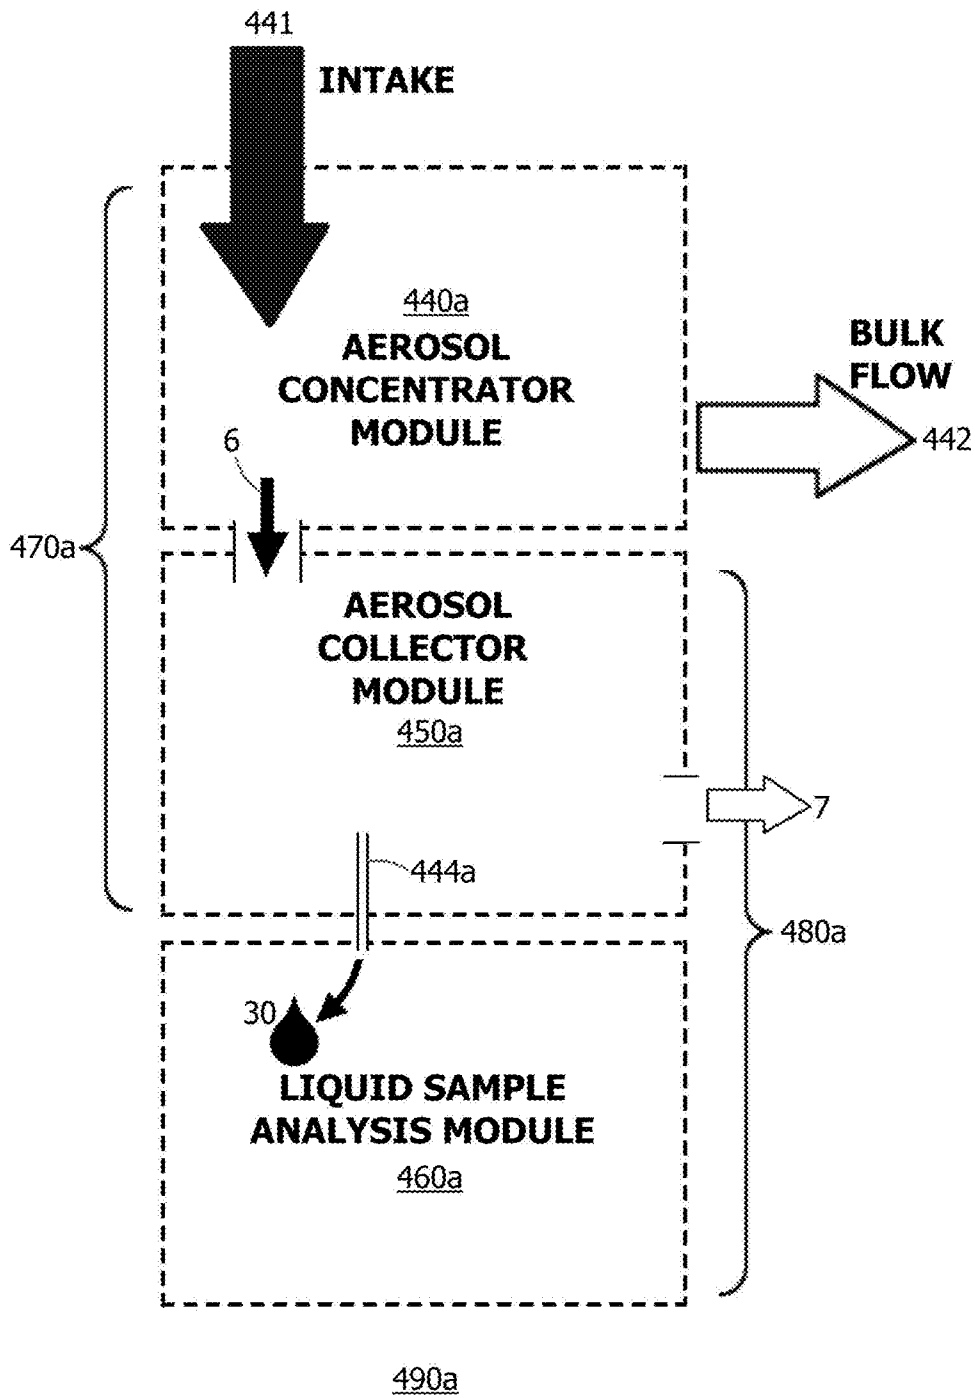 441
INTAKE
440a
AEROSOL
CONCENTRATOR
MODULE
BULK
FLOW
442
6
470a
AEROSOL
COLLECTOR
MODULE
450a
7
444a
480a
30
LIQUID SAMPLE
ANALYSIS MODULE
460a
490a